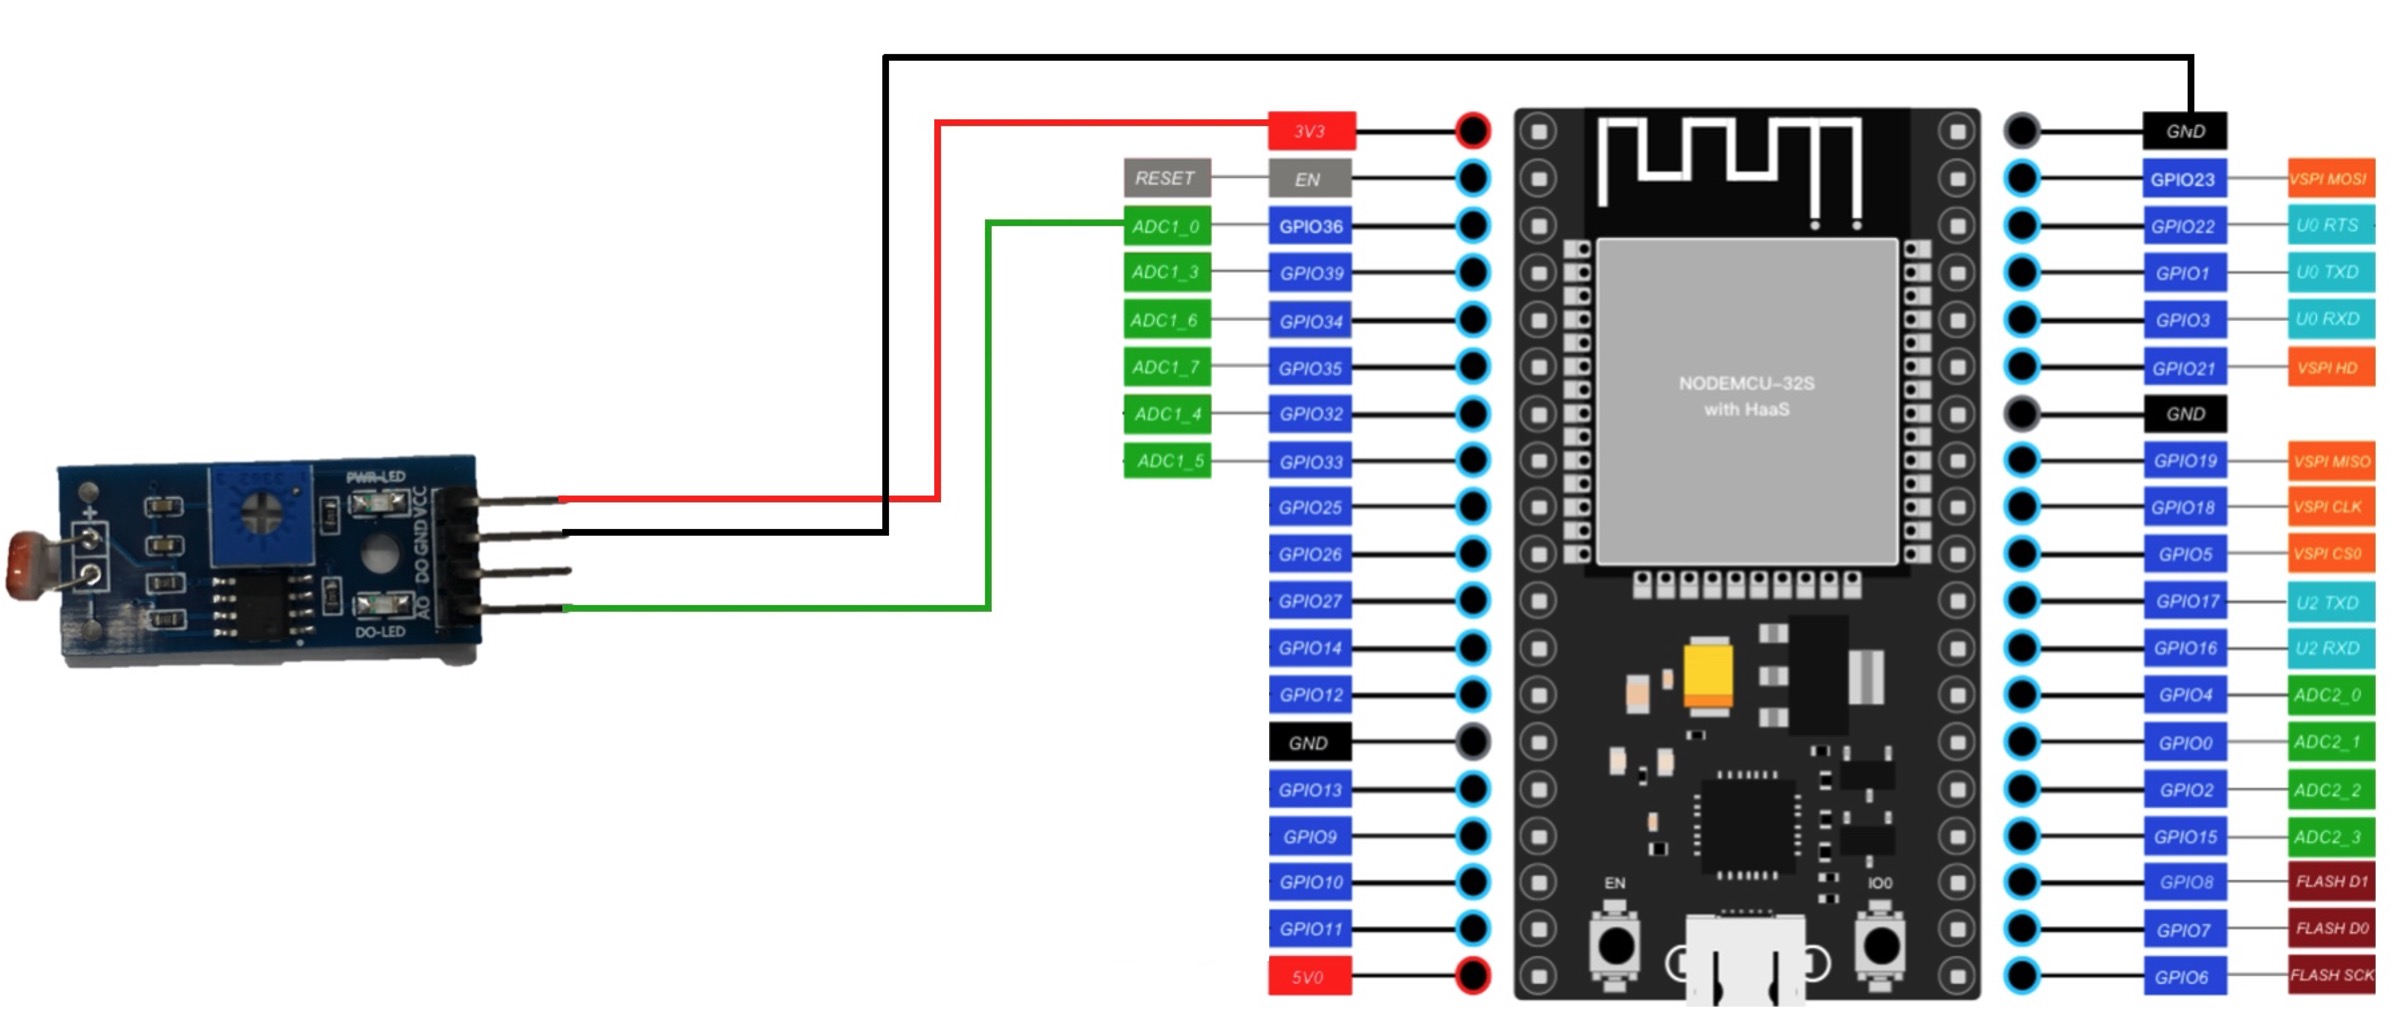 3V3
GND
RESET EN
GPIO23 VSPI MOSI
ADC1_0 GPIO36
GPIO22 U0 RTS
ADC1_3 GPIO39
GPIO1 U0 TXD
ADC1_6 GPIO34
GPIO3 U0 RXD
ADC1_7 GPIO35
GPIO21 VSPI HD
NODEMCU-32S
with HaaS
ADC1_4 GPIO32
GND
ADC1_5 GPIO33
GPIO19 VSPI MISO
GPIO25
GPIO18 VSPI CLK
GPIO26
GPIO5 VSPI CS0
GPIO27
GPIO17 U2 TXD
GPIO14
GPIO16 U2 RXD
GPIO12
GPIO4 ADC2_0
GND
GPIO0 ADC2_1
GPIO13
GPIO2 ADC2_2
GPIO9
GPIO15 ADC2_3
GPIO10
EN
IO0
GPIO8 FLASH D1
GPIO11
GPIO7 FLASH D0
5V0
GPIO6 FLASH SCK
PWR-LED
3362
+
VCC
GND
DO
AO
DO-LED